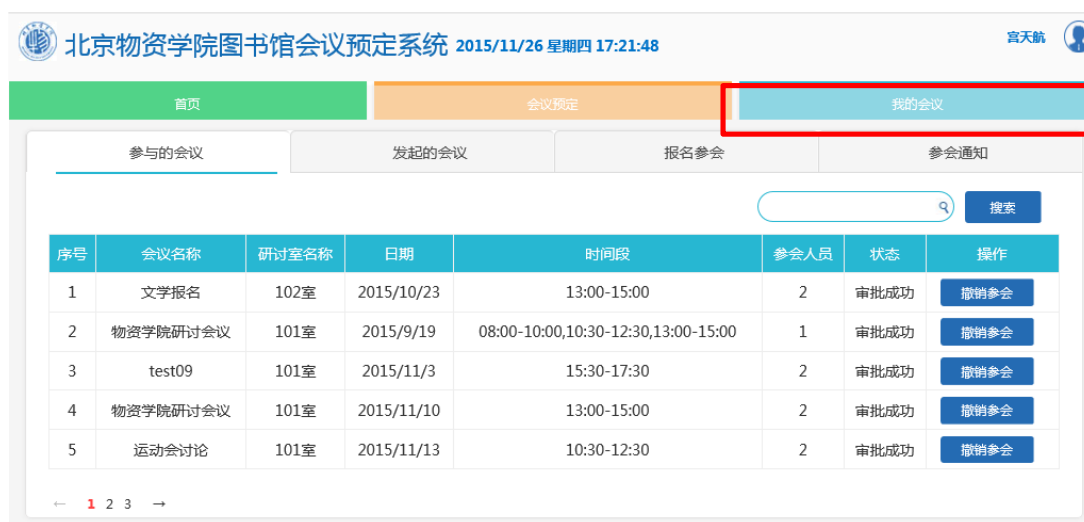 北京物资学院图书馆会议预定系统 2015/11/26 星期四 17:21:48 宫天航
首页 会议预定 我的会议
参与的会议 发起的会议 报名参会 参会通知
搜索
序号 会议名称 研讨室名称 日期 时间段 参会人员 状态 操作
1 文学报名 102室 2015/10/23 13:00-15:00 2 审批成功 撤销参会
2 物资学院研讨会议 101室 2015/9/19 08:00-10:00,10:30-12:30,13:00-15:00 1 审批成功 撤销参会
3 test09 101室 2015/11/3 15:30-17:30 2 审批成功 撤销参会
4 物资学院研讨会议 101室 2015/11/10 13:00-15:00 2 审批成功 撤销参会
5 运动会讨论 101室 2015/11/13 10:30-12:30 2 审批成功 撤销参会
← 1 2 3 →